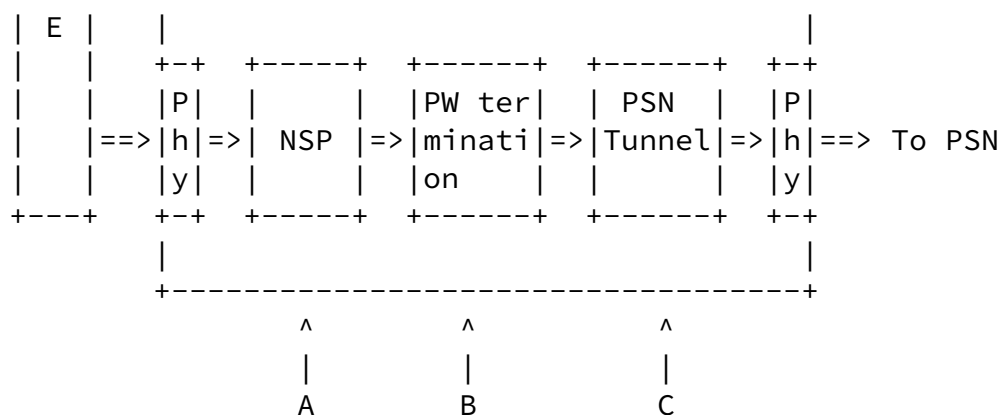 | E |    |                                   |
|   |   +-+  +-----+  +------+  +------+  +-+
|   |   |P|  |     |  |PW ter|  | PSN  |  |P|
|   |==>|h|=>| NSP |=>|minati|=>|Tunnel|=>|h|==> To PSN
|   |   |y|  |     |  |on    |  |      |  |y|
+---+   +-+  +-----+  +------+  +------+  +-+
        |                                   |
        +-----------------------------------+
                ^        ^          ^
                |        |          |
                A        B          C